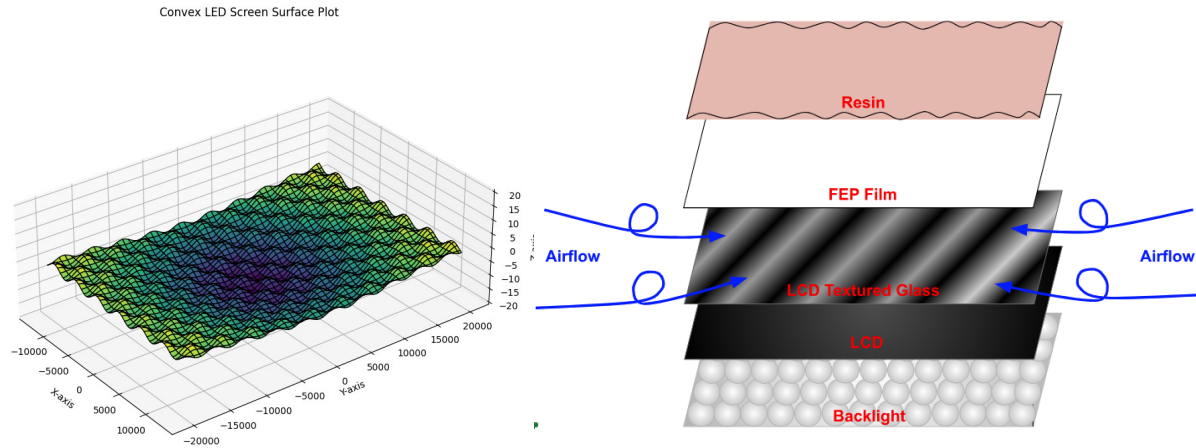 Convex LED Screen Surface Plot
20
15
10
5
0
−5
−10
−15
−20
Z-axis
−10000
−5000
0
5000
10000
X-axis
−20000
−15000
−10000
−5000
0
5000
10000
15000
20000
Y-axis
Resin
FEP Film
Airflow
Airflow
LCD Textured Glass
LCD
Backlight